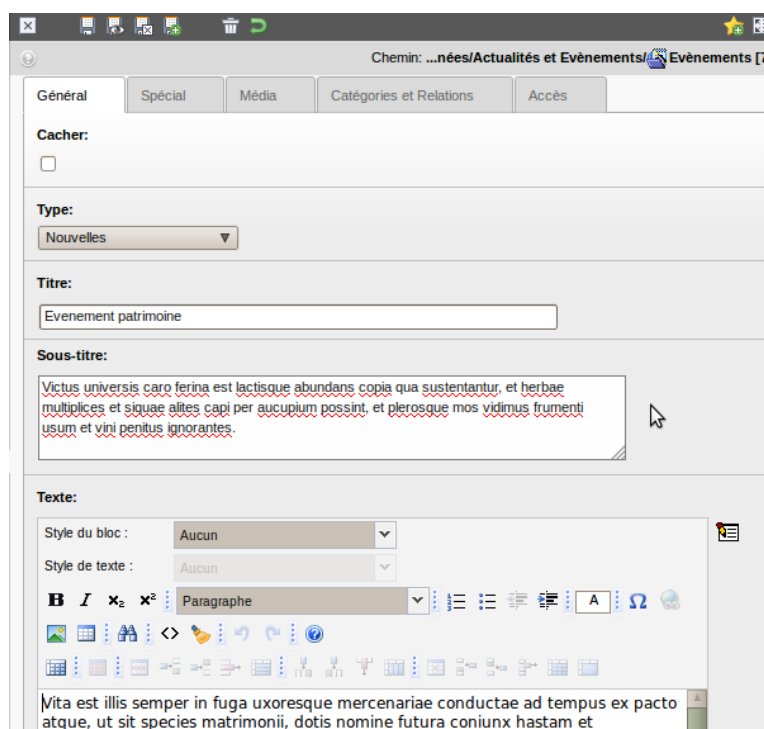 Chemin: ...nées/Actualités et Evènements/Evènements [7
Général Spécial Média Catégories et Relations Accès
Cacher:
Type:
Nouvelles
Titre:
Evenement patrimoine
Sous-titre:
Victus universis caro ferina est lactisque abundans copia qua sustentantur, et herbae
multiplices et siquae alites capi per aucupium possint, et plerosque mos vidimus frumenti
usum et vini penitus ignorantes.
Texte:
Style du bloc : Aucun
Style de texte : Aucun
B I x₂ x² Paragraphe A Ω
Vita est illis semper in fuga uxoresque mercenariae conductae ad tempus ex pacto
atque, ut sit species matrimonii, dotis nomine futura coniunx hastam et